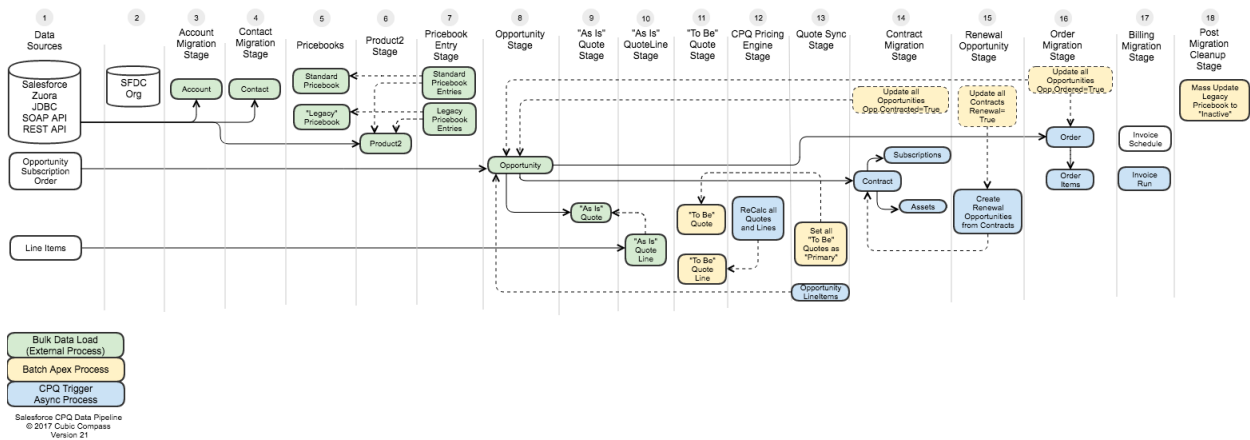 1
2
3
4
5
6
7
8
9
10
11
12
13
14
15
16
17
18
Data
Sources
Account
Migration
Stage
Contact
Migration
Stage
Pricebooks
Product2
Stage
Pricebook
Entry
Stage
Opportunity
Stage
"As Is"
Quote
Stage
"As Is"
QuoteLine
"To Be"
Quote
Stage
CPQ Pricing
Engine
Stage
Quote Sync
Stage
Contract
Migration
Stage
Renewal
Opportunity
Stage
Order
Migration
Stage
Billing
Migration
Stage
Post
Migration
Cleanup
Stage
Salesforce
Zuora
JDBC
SOAP API
REST API
SFDC
Org
Account
Contact
Standard
Pricebook
Standard
Pricebook
Entries
"Legacy"
Pricebook
Legacy
Pricebook
Entries
Product2
Update all
Opportunities
Opp.Contracted=True
Update all
Contracts
Renewal=
True
Update all
Opportunities
Opp.Ordered=True
Mass Update
Legacy
Pricebook to
"Inactive"
Opportunity
Subscription
Order
Opportunity
Order
Invoice
Schedule
Subscriptions
Contract
Assets
Order
Items
Invoice
Run
"As Is"
Quote
"To Be"
Quote
ReCalc all
Quotes
and Lines
Create
Renewal
Opportunities
from Contracts
Line Items
"As Is"
Quote
Line
"To Be"
Quote
Line
Set all
"To Be"
Quotes as
"Primary"
Opportunity
LineItems
Bulk Data Load
(External Process)
Batch Apex Process
CPQ Trigger
Async Process
Salesforce CPQ Data Pipeline
© 2017 Cubic Compass
Version 21